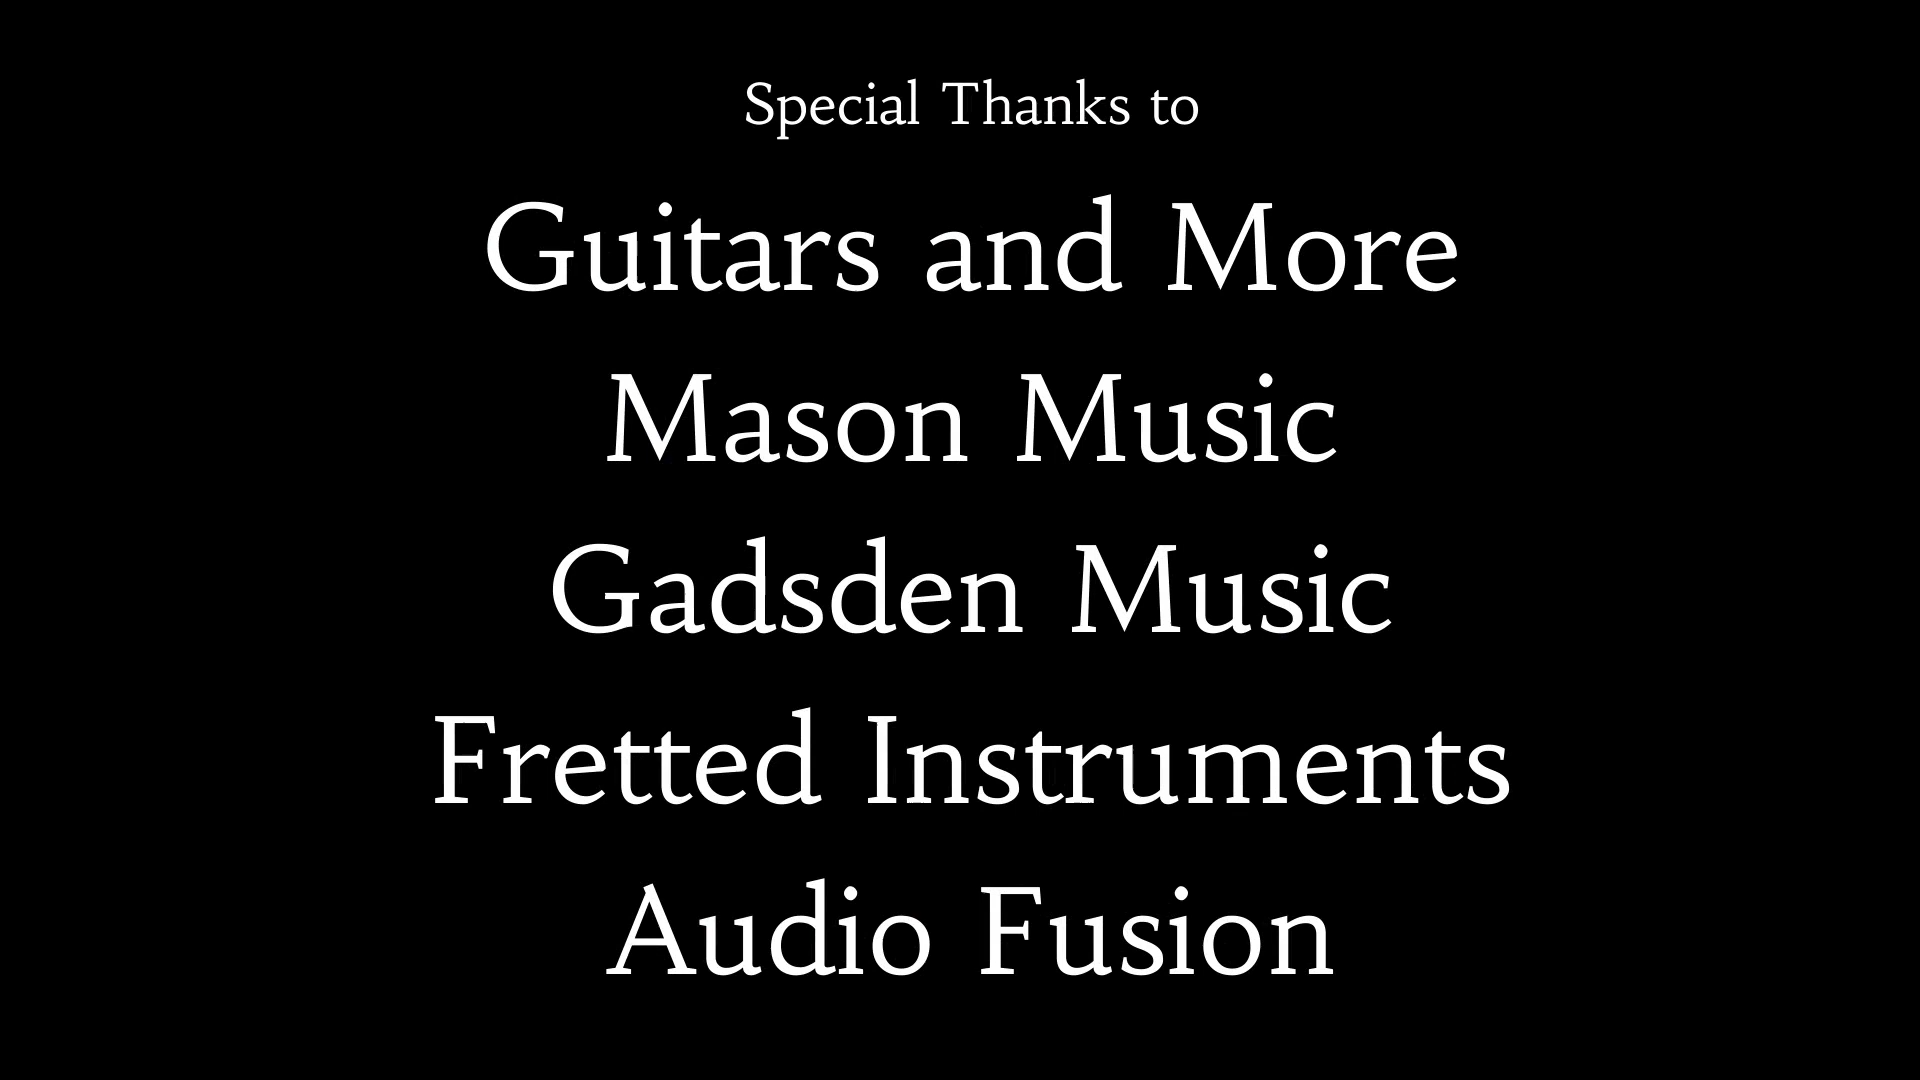 Special Thanks to
Guitars and More
Mason Music
Gadsden Music
Fretted Instruments
Audio Fusion